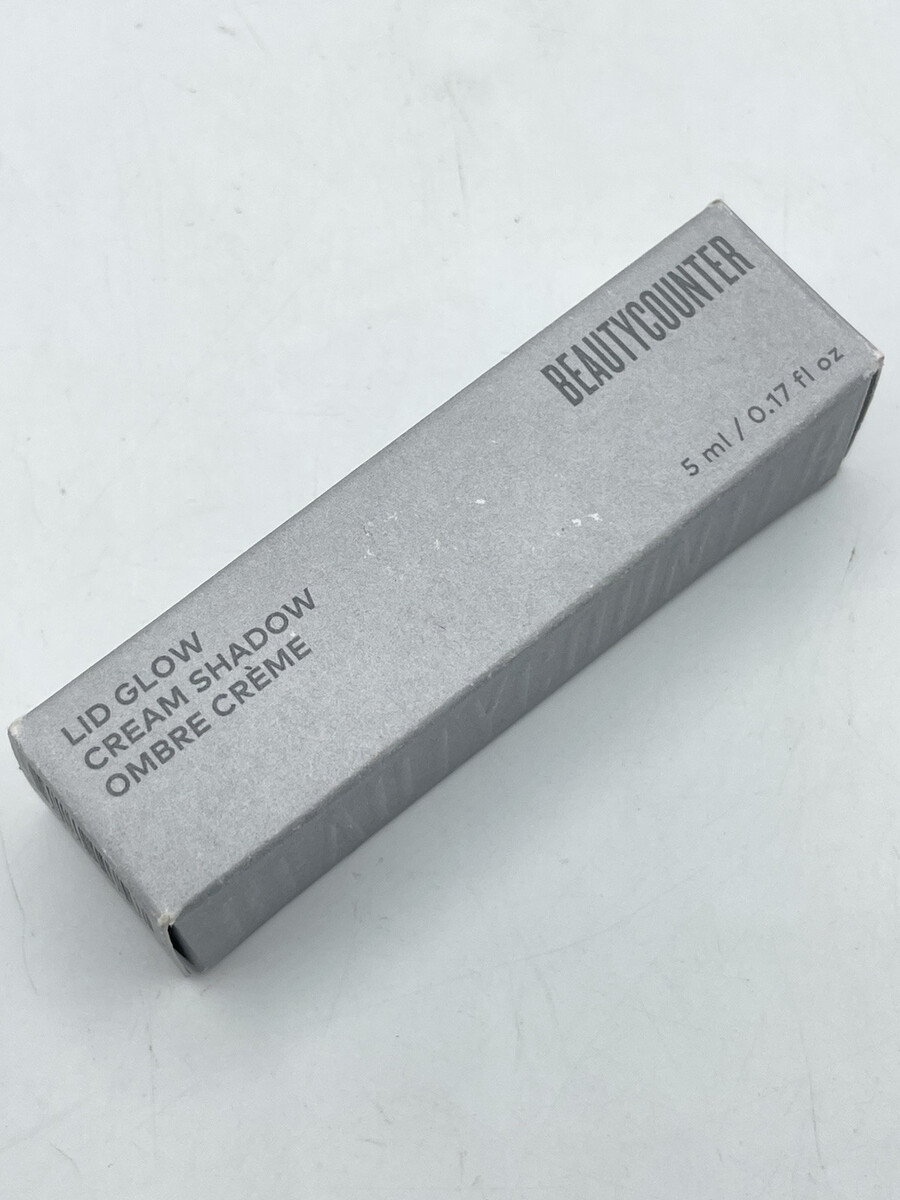 BEAUTYCOUNTER
5 ml / 0.17 fl oz
LID GLOW
CREAM SHADOW
OMBRE CRÈME